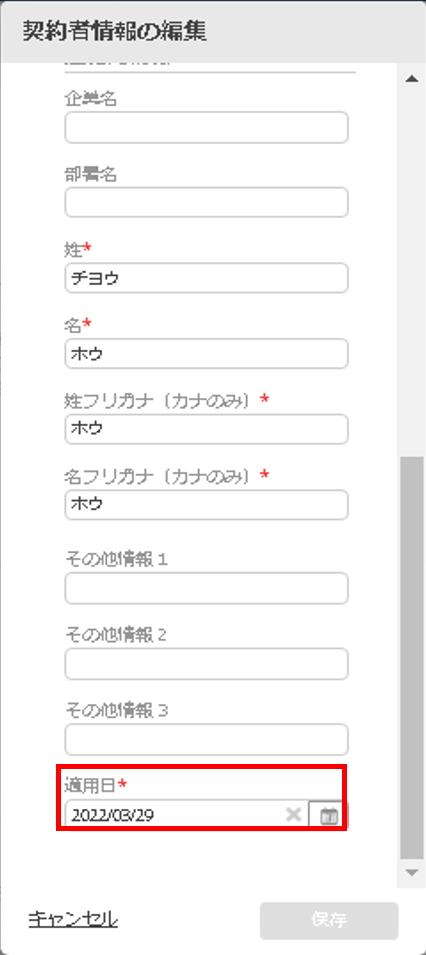 契約者情報の編集
企業名
部署名
姓*
チヨウ
名*
ホウ
姓フリガナ（カナのみ）*
ホウ
名フリガナ（カナのみ）*
ホウ
その他情報１
その他情報２
その他情報３
適用日*
2022/03/29
キャンセル
保存